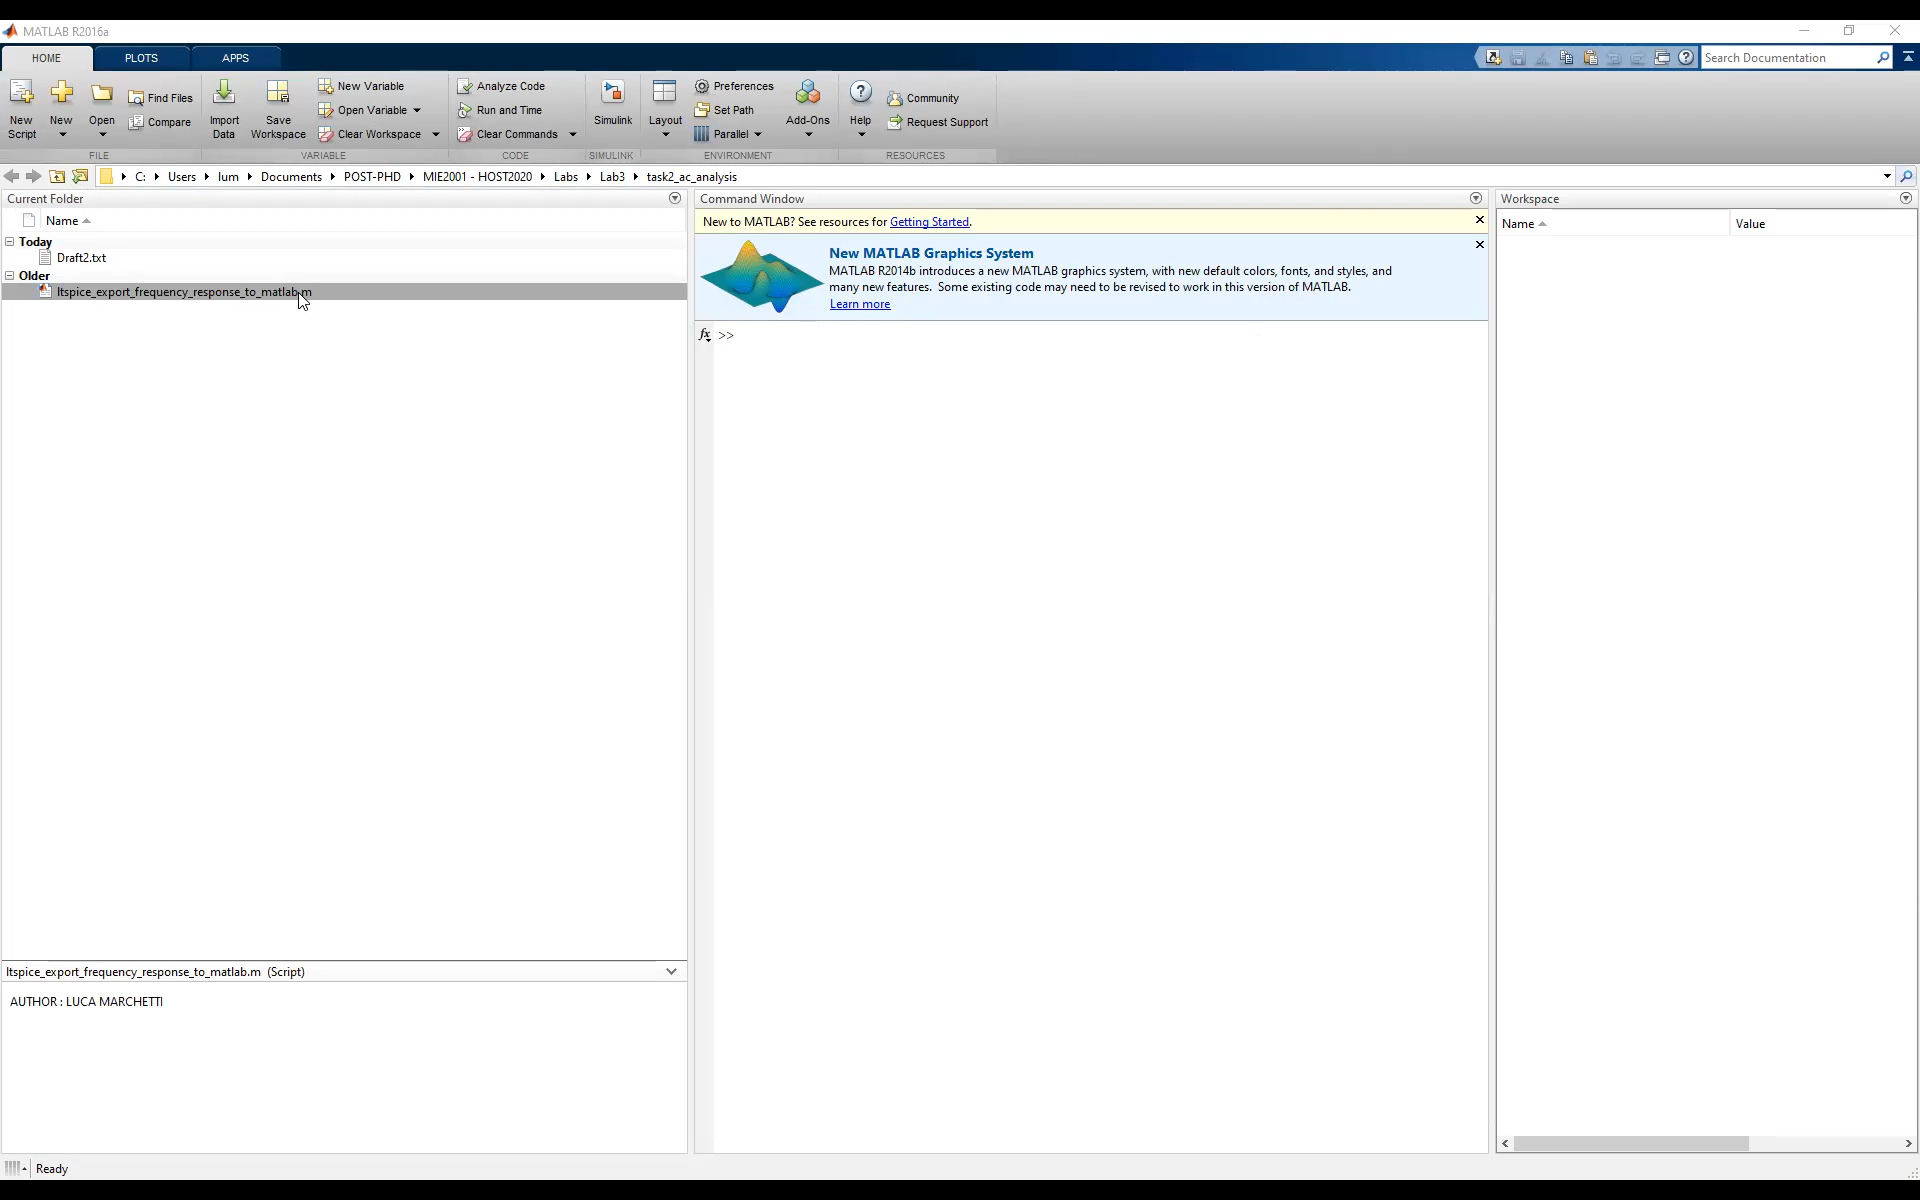 MATLAB R2016a
HOME
PLOTS
APPS
Search Documentation
New Script
New
Open
Find Files
Compare
Import Data
Save Workspace
New Variable
Open Variable
Clear Workspace
Analyze Code
Run and Time
Clear Commands
Simulink
Layout
Preferences
Set Path
Parallel
Add-Ons
Help
Community
Request Support
FILE
VARIABLE
CODE
SIMULINK
ENVIRONMENT
RESOURCES
C: Users lum Documents POST-PHD MIE2001 - HOST2020 Labs Lab3 task2_ac_analysis
Current Folder
Name
Today
Draft2.txt
Older
ltspice_export_frequency_response_to_matlab.m
ltspice_export_frequency_response_to_matlab.m (Script)
AUTHOR : LUCA MARCHETTI
Command Window
New to MATLAB? See resources for Getting Started.
New MATLAB Graphics System
MATLAB R2014b introduces a new MATLAB graphics system, with new default colors, fonts, and styles, and
many new features. Some existing code may need to be revised to work in this version of MATLAB.
Learn more
fx >>
Workspace
Name
Value
Ready